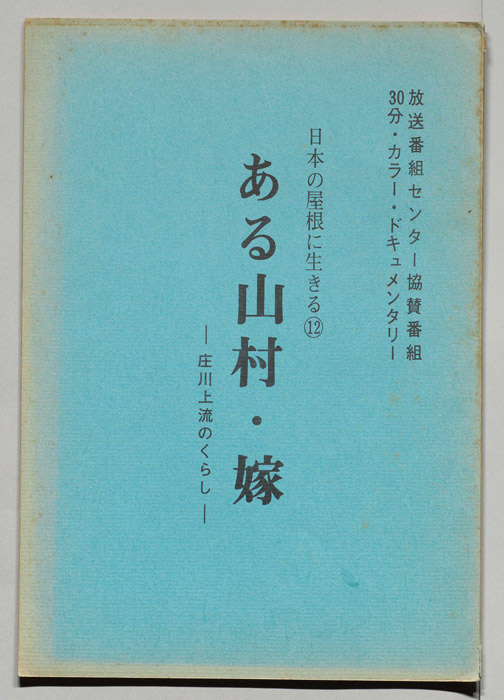 放送番組センター協賛番組
30分・カラー・ドキュメンタリー
日本の屋根に生きる⑫
ある山村・嫁
―庄川上流のくらし―